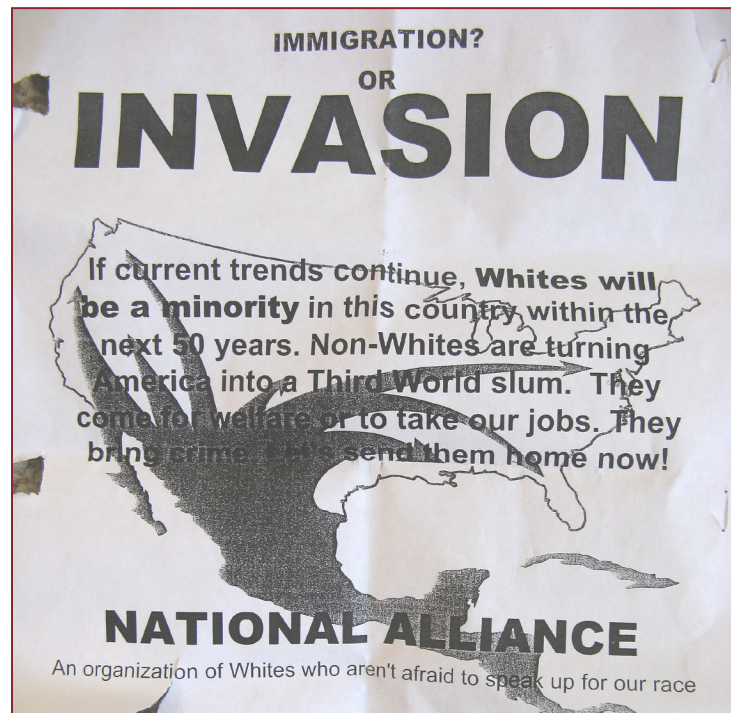 IMMIGRATION?
OR
INVASION
If current trends continue, Whites will
be a minority in this country within the
next 50 years. Non-Whites are turning
America into a Third World slum. They
come for welfare or to take our jobs. They
bring crime. Let's send them home now!
NATIONAL ALLIANCE
An organization of Whites who aren't afraid to speak up for our race